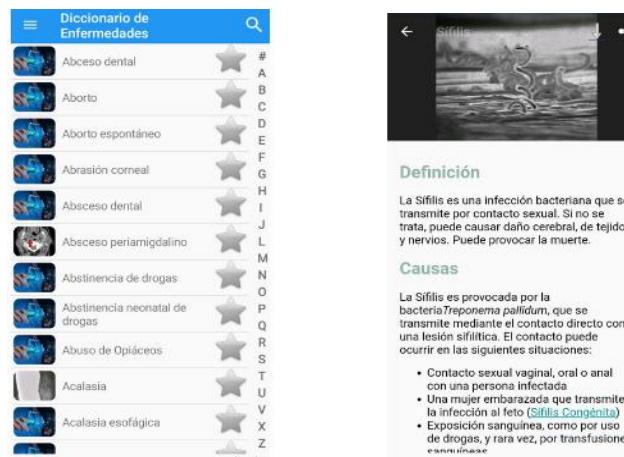 Diccionario de
Enfermedades
Abceso dental
Aborto
Aborto espontáneo
Abrasión corneal
Absceso dental
Absceso periamigdalino
Abstinencia de drogas
Abstinencia neonatal de
drogas
Abuso de Opiáceos
Acalasia
Acalasia esofágica
#
A
B
C
D
E
F
G
H
I
J
L
M
N
O
P
Q
R
S
T
U
V
X
Z
Sífilis
Definición
La Sífilis es una infección bacteriana que se
transmite por contacto sexual. Si no se
trata, puede causar daño cerebral, de tejido
y nervios. Puede provocar la muerte.
Causas
La Sífilis es provocada por la
bacteriaTreponema pallidum, que se
transmite mediante el contacto directo con
una lesión sifilítica. El contacto puede
ocurrir en las siguientes situaciones:
• Contacto sexual vaginal, oral o anal
con una persona infectada
• Una mujer embarazada que transmite
la infección al feto (Sífilis Congénita)
• Exposición sanguínea, como por uso
de drogas, y rara vez, por transfusione
sanguíneas